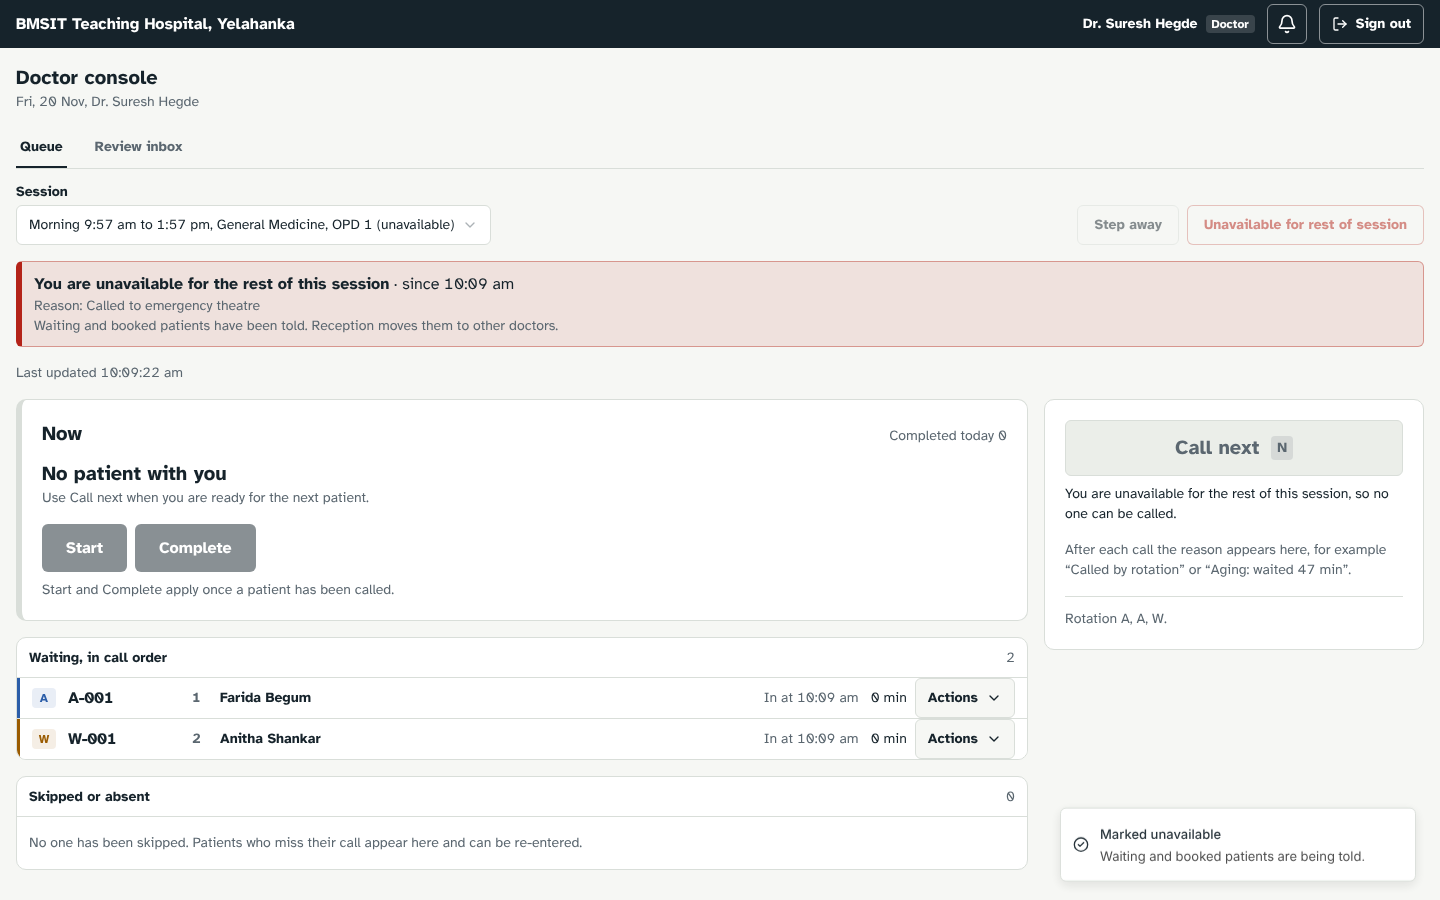 BMSIT Teaching Hospital, Yelahanka
Dr. Suresh Hegde Doctor Sign out
Doctor console
Fri, 20 Nov, Dr. Suresh Hegde
Queue Review inbox
Session
Morning 9:57 am to 1:57 pm, General Medicine, OPD 1 (unavailable)
Step away Unavailable for rest of session
You are unavailable for the rest of this session · since 10:09 am
Reason: Called to emergency theatre
Waiting and booked patients have been told. Reception moves them to other doctors.
Last updated 10:09:22 am
Now Completed today 0
No patient with you
Use Call next when you are ready for the next patient.
Start Complete
Start and Complete apply once a patient has been called.
Call next N
You are unavailable for the rest of this session, so no
one can be called.
After each call the reason appears here, for example
“Called by rotation” or “Aging: waited 47 min”.
Rotation A, A, W.
Waiting, in call order 2
A A-001 1 Farida Begum In at 10:09 am 0 min Actions
W W-001 2 Anitha Shankar In at 10:09 am 0 min Actions
Skipped or absent 0
No one has been skipped. Patients who miss their call appear here and can be re-entered.
Marked unavailable
Waiting and booked patients are being told.